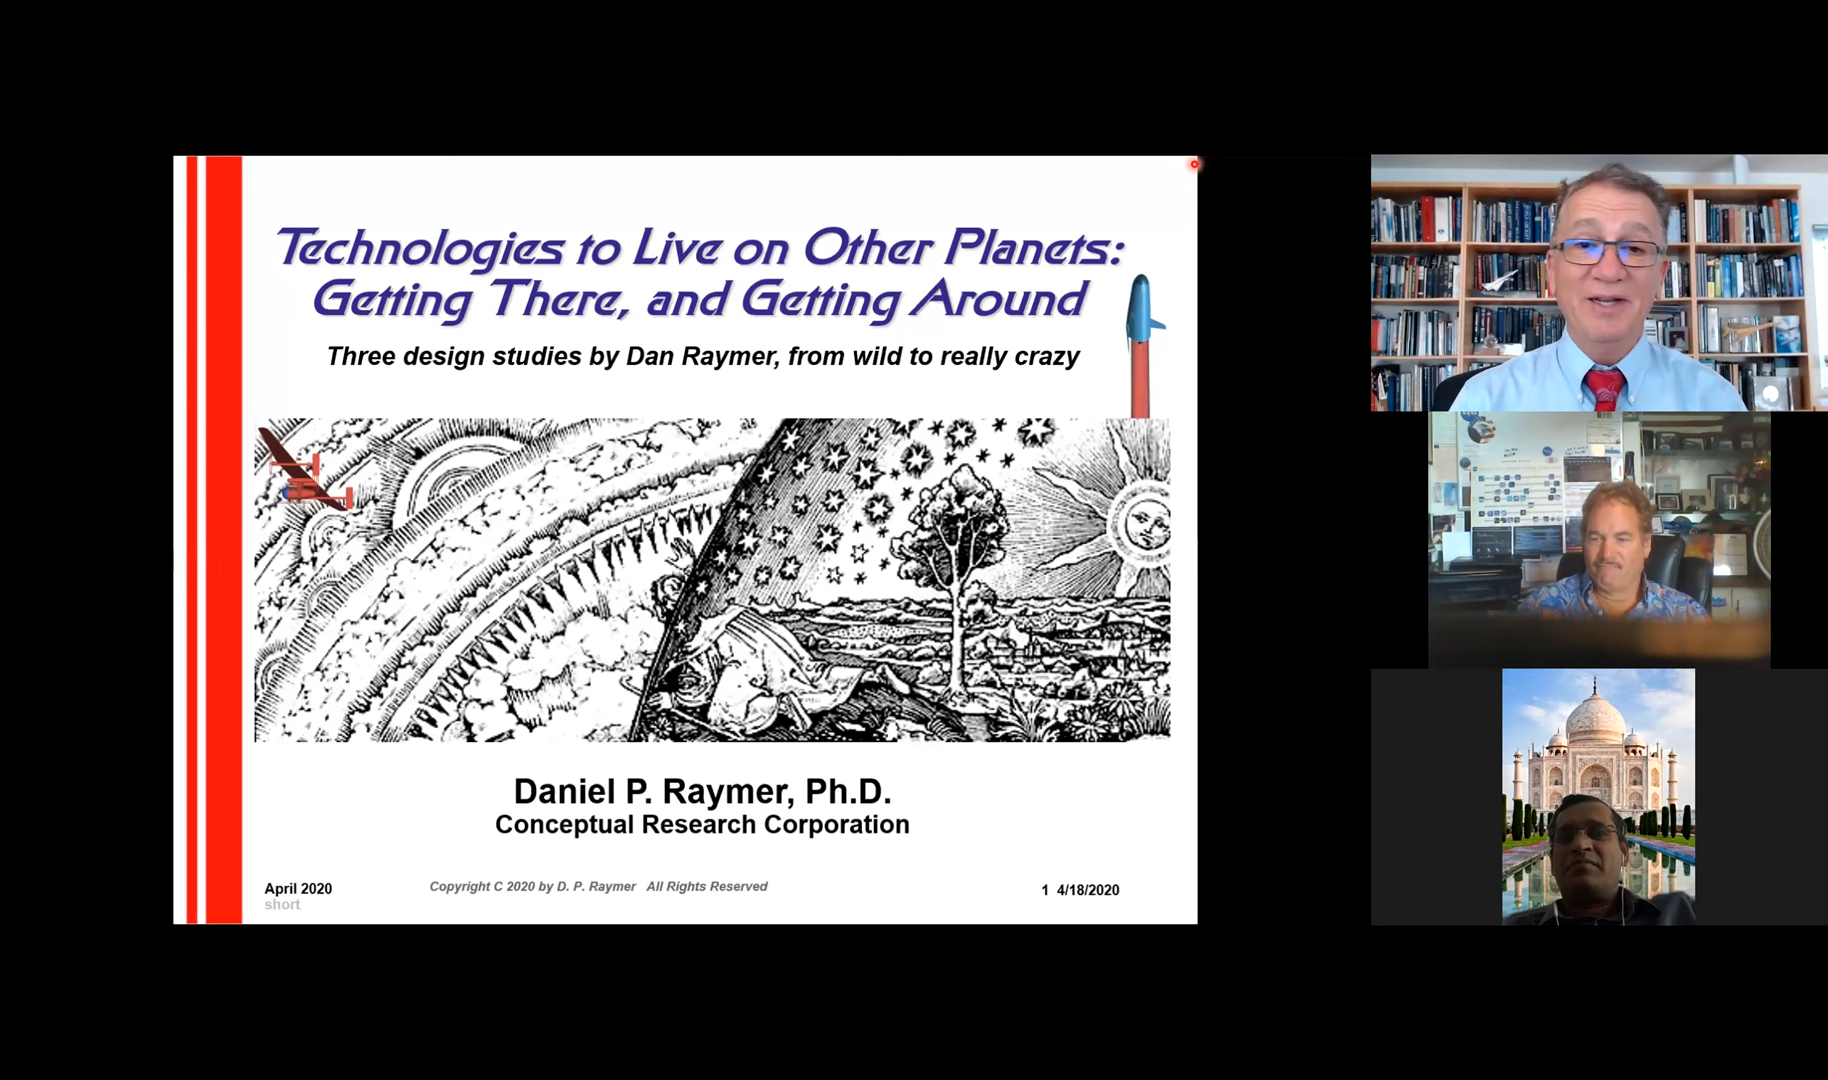 Technologies to Live on Other Planets:
Getting There, and Getting Around
Three design studies by Dan Raymer, from wild to really crazy
Daniel P. Raymer, Ph.D.
Conceptual Research Corporation
April 2020
short
Copyright C 2020 by D. P. Raymer All Rights Reserved
1 4/18/2020